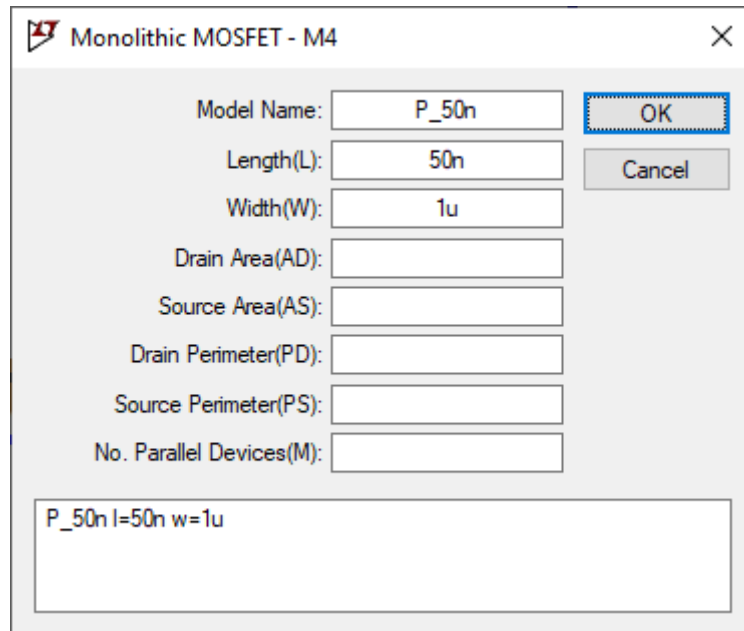 Monolithic MOSFET - M4
Model Name: P_50n OK
Length(L): 50n Cancel
Width(W): 1u
Drain Area(AD):
Source Area(AS):
Drain Perimeter(PD):
Source Perimeter(PS):
No. Parallel Devices(M):
P_50n l=50n w=1u